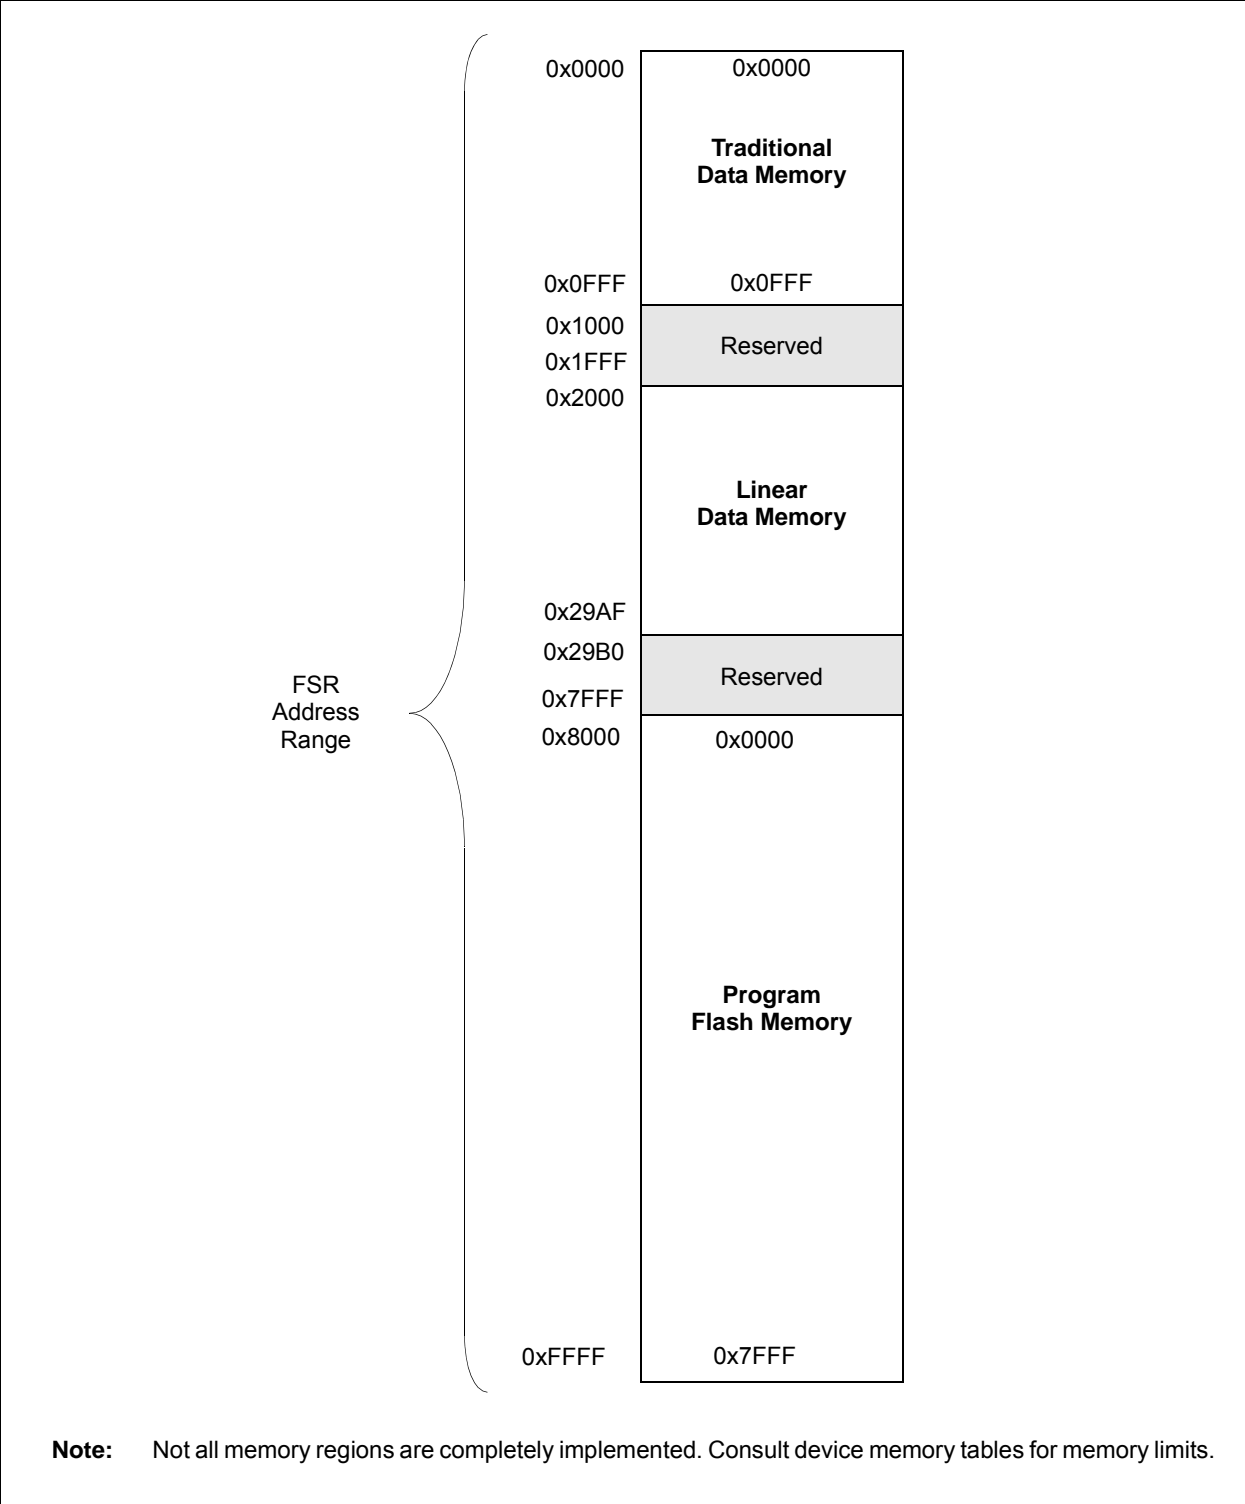 0x0000 0x0000
Traditional
Data Memory
0x0FFF 0x0FFF
0x1000
Reserved
0x1FFF
0x2000
Linear
Data Memory
0x29AF
0x29B0
Reserved
0x7FFF
FSR
Address
Range
0x8000 0x0000
Program
Flash Memory
0xFFFF 0x7FFF
Note: Not all memory regions are completely implemented. Consult device memory tables for memory limits.